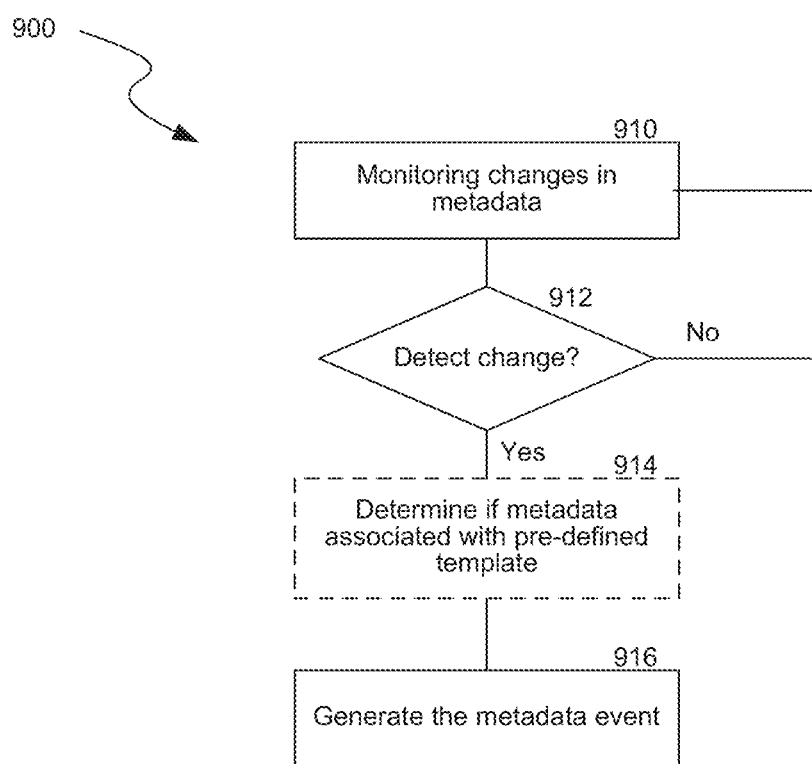 900
910
Monitoring changes in
metadata
912
Detect change?
No
Yes
914
Determine if metadata
associated with pre-defined
template
916
Generate the metadata event